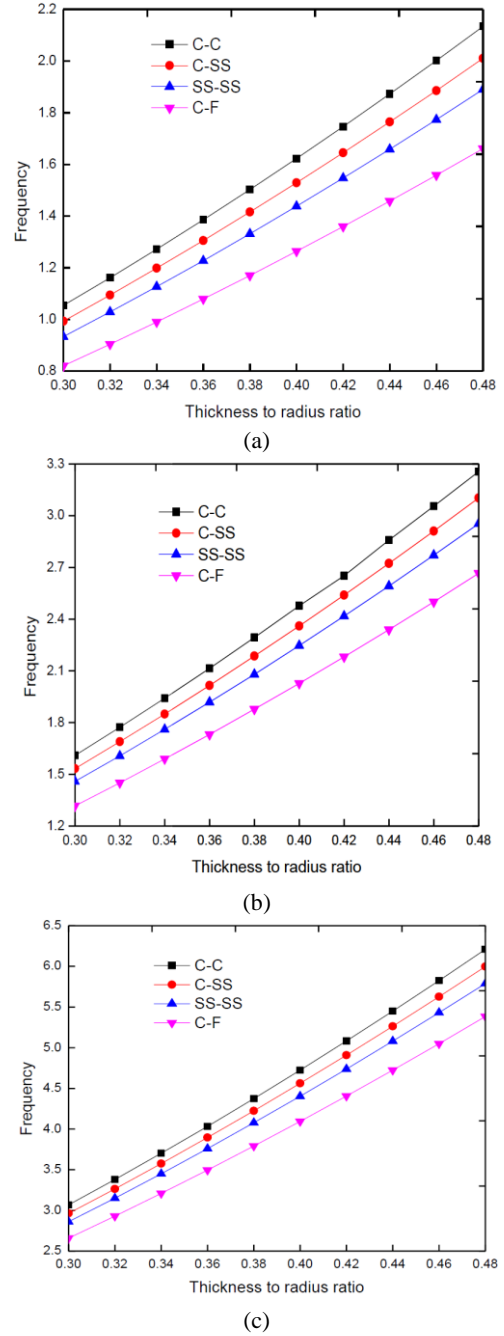 2.2
2.0
1.8
1.6
1.4
1.2
1.0
0.8
Frequency
C-C
C-SS
SS-SS
C-F
0.30 0.32 0.34 0.36 0.38 0.40 0.42 0.44 0.46 0.48
Thickness to radius ratio
(a)
3.3
3.0
2.7
2.4
2.1
1.8
1.5
1.2
Frequency
C-C
C-SS
SS-SS
C-F
0.30 0.32 0.34 0.36 0.38 0.40 0.42 0.44 0.46 0.48
Thickness to radius ratio
(b)
6.5
6.0
5.5
5.0
4.5
4.0
3.5
3.0
2.5
Frequency
C-C
C-SS
SS-SS
C-F
0.30 0.32 0.34 0.36 0.38 0.40 0.42 0.44 0.46 0.48
Thickness to radius ratio
(c)